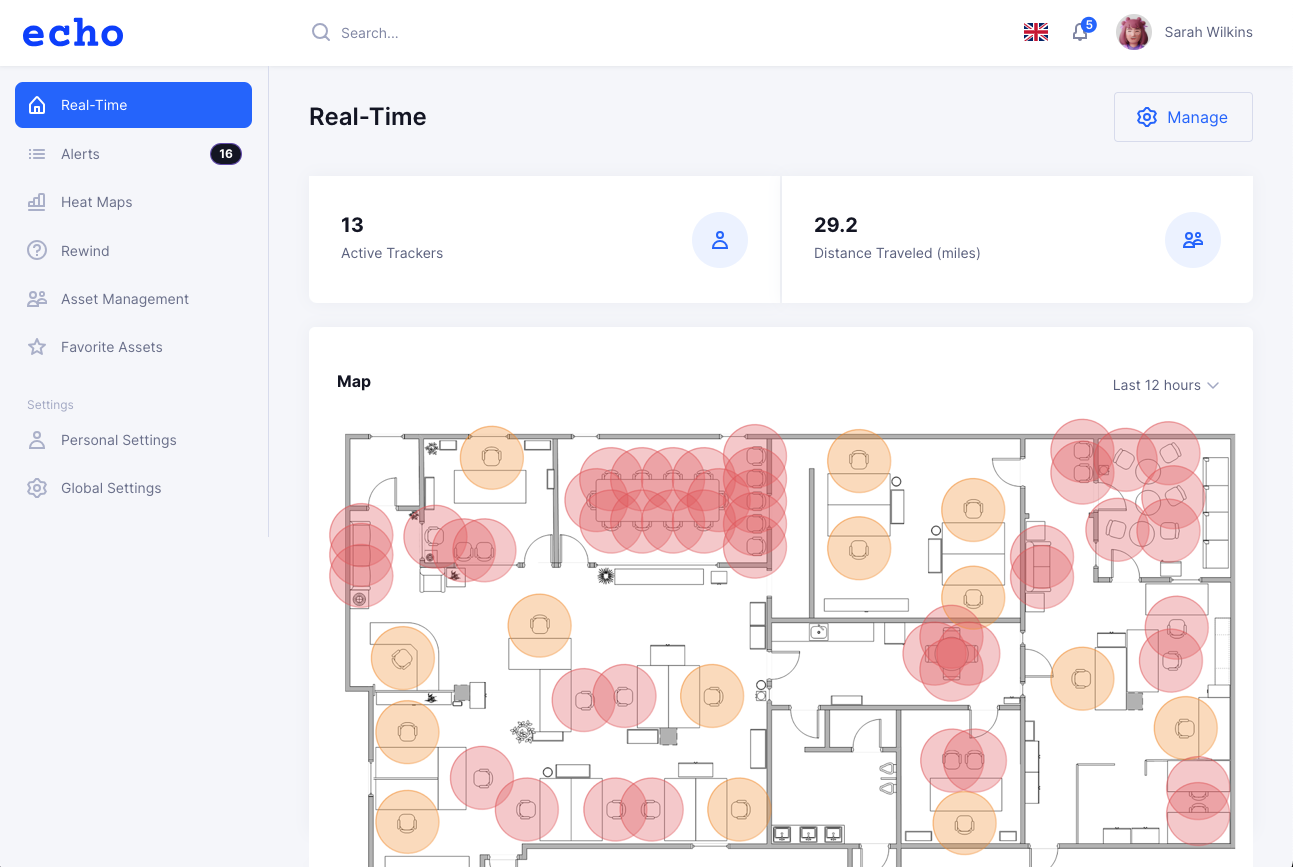 echo
Search...
5
Sarah Wilkins
Real-Time
Alerts
16
Heat Maps
Rewind
Asset Management
Favorite Assets
Settings
Personal Settings
Global Settings
Real-Time
Manage
13
Active Trackers
29.2
Distance Traveled (miles)
Map
Last 12 hours